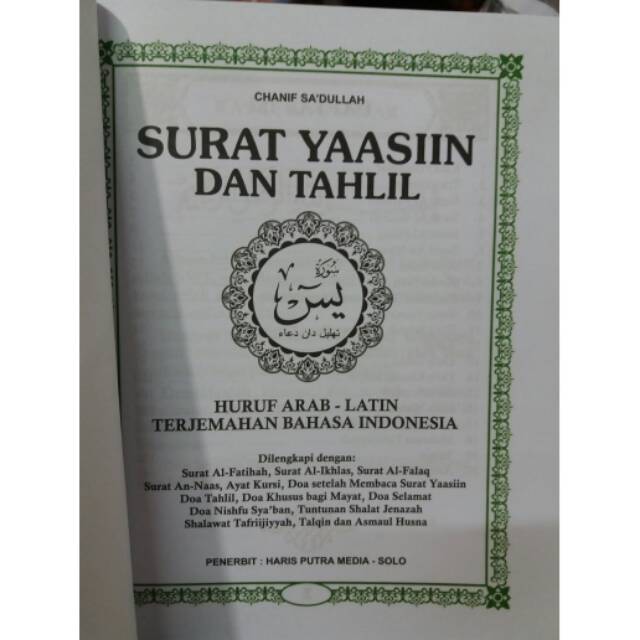 CHANIF SA'DULLAH
SURAT YAASIIN
DAN TAHLIL
سورة
يس
تهليل دان دعاء
HURUF ARAB - LATIN
TERJEMAHAN BAHASA INDONESIA
Dilengkapi dengan:
Surat Al-Fatihah, Surat Al-Ikhlas, Surat Al-Falaq
Surat An-Naas, Ayat Kursi, Doa setelah Membaca Surat Yaasiin
Doa Tahlil, Doa Khusus bagi Mayat, Doa Selamat
Doa Nishfu Sya'ban, Tuntunan Shalat Jenazah
Shalawat Tafriijiyyah, Talqin dan Asmaul Husna
PENERBIT : HARIS PUTRA MEDIA - SOLO